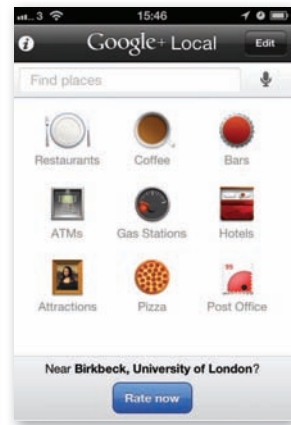 ...3 15:46
Google+ Local Edit
Find places
Restaurants Coffee Bars
ATMs Gas Stations Hotels
Attractions Pizza Post Office
Near Birkbeck, University of London?
Rate now